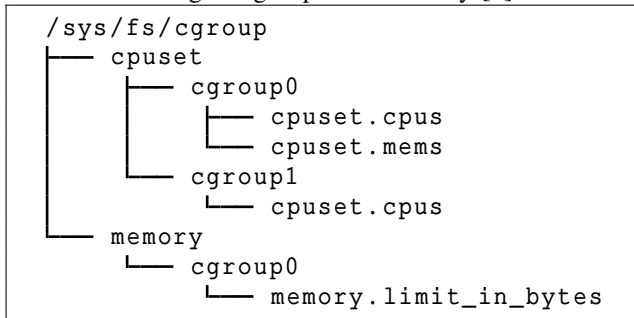 /sys/fs/cgroup
├── cpuset
│   ├── cgroup0
│   │   ├── cpuset.cpus
│   │   └── cpuset.mems
│   └── cgroup1
│       └── cpuset.cpus
└── memory
    └── cgroup0
        └── memory.limit_in_bytes